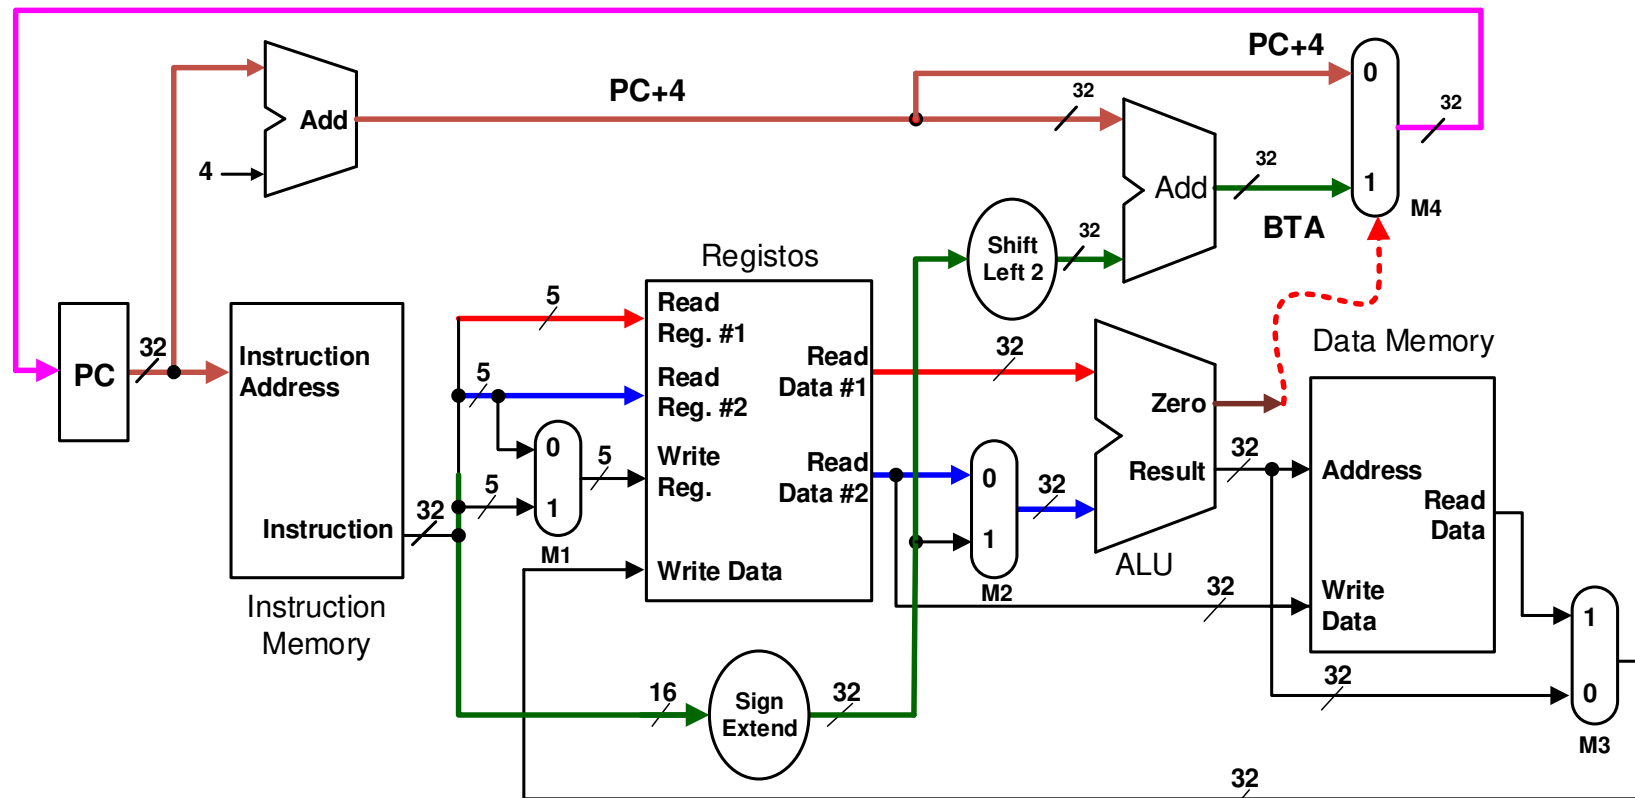 PC+4
32
0
1
M4
32
PC+4
32
Add
4
Add
32
BTA
Shift
Left 2
32
Registos
PC
32
Instruction
Address
Instruction
32
Instruction
Memory
5
5
5
0
1
M1
5
Read
Reg. #1
Read
Reg. #2
Write
Reg.
Write Data
Read
Data #1
Read
Data #2
32
0
1
M2
32
Zero
Result
ALU
32
Data Memory
Address
Read
Data
Write
Data
32
32
1
0
M3
16
Sign
Extend
32
32